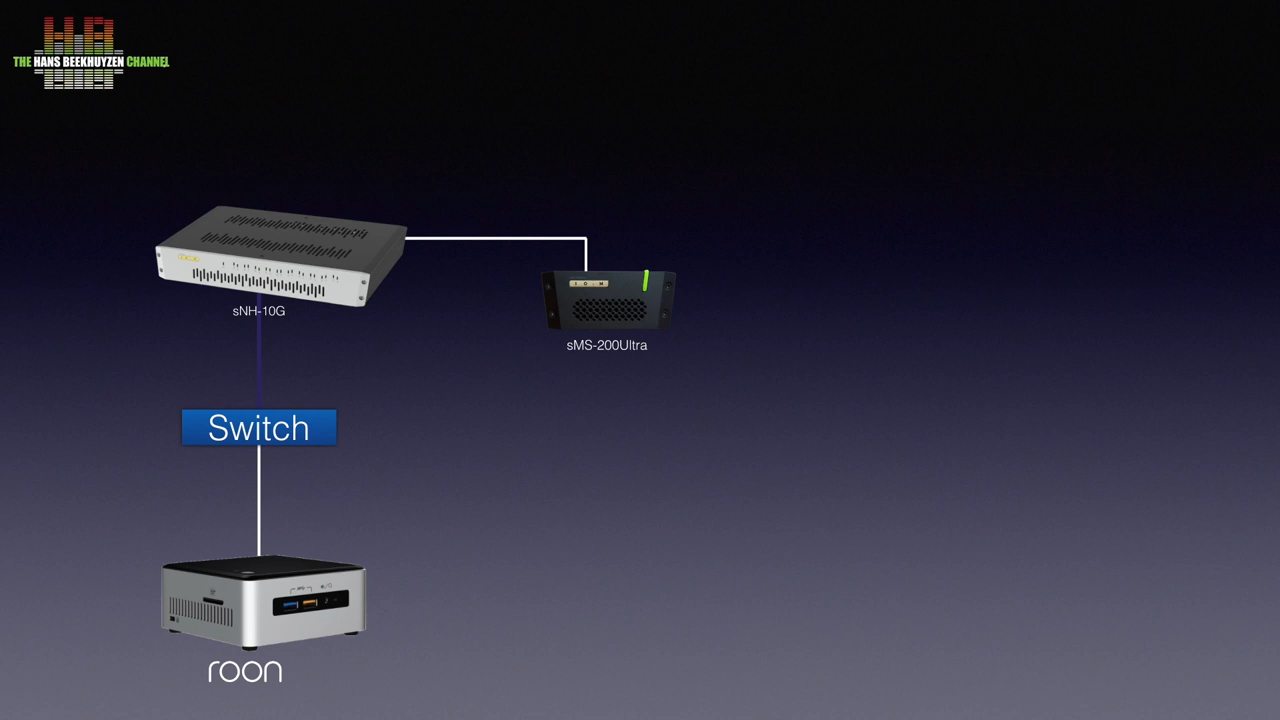 THE HANS BEEKHUYZEN CHANNEL
sNH-10G
sMS-200Ultra
Switch
roon